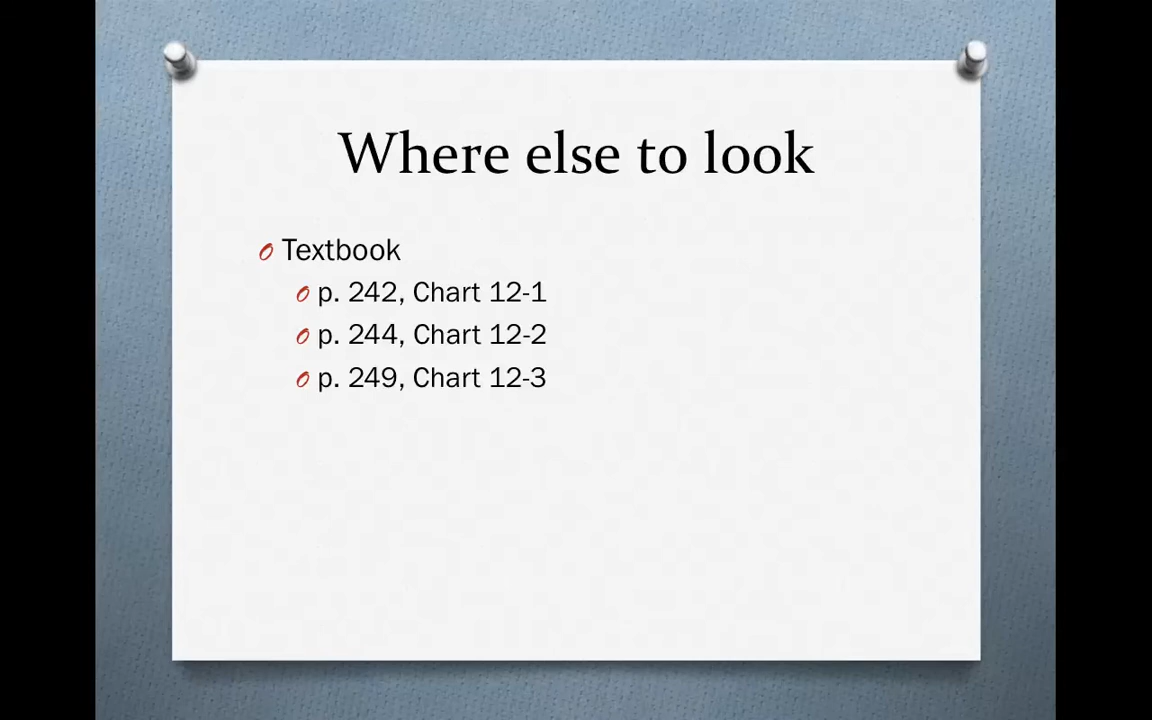 Where else to look
Textbook
p. 242, Chart 12-1
p. 244, Chart 12-2
p. 249, Chart 12-3